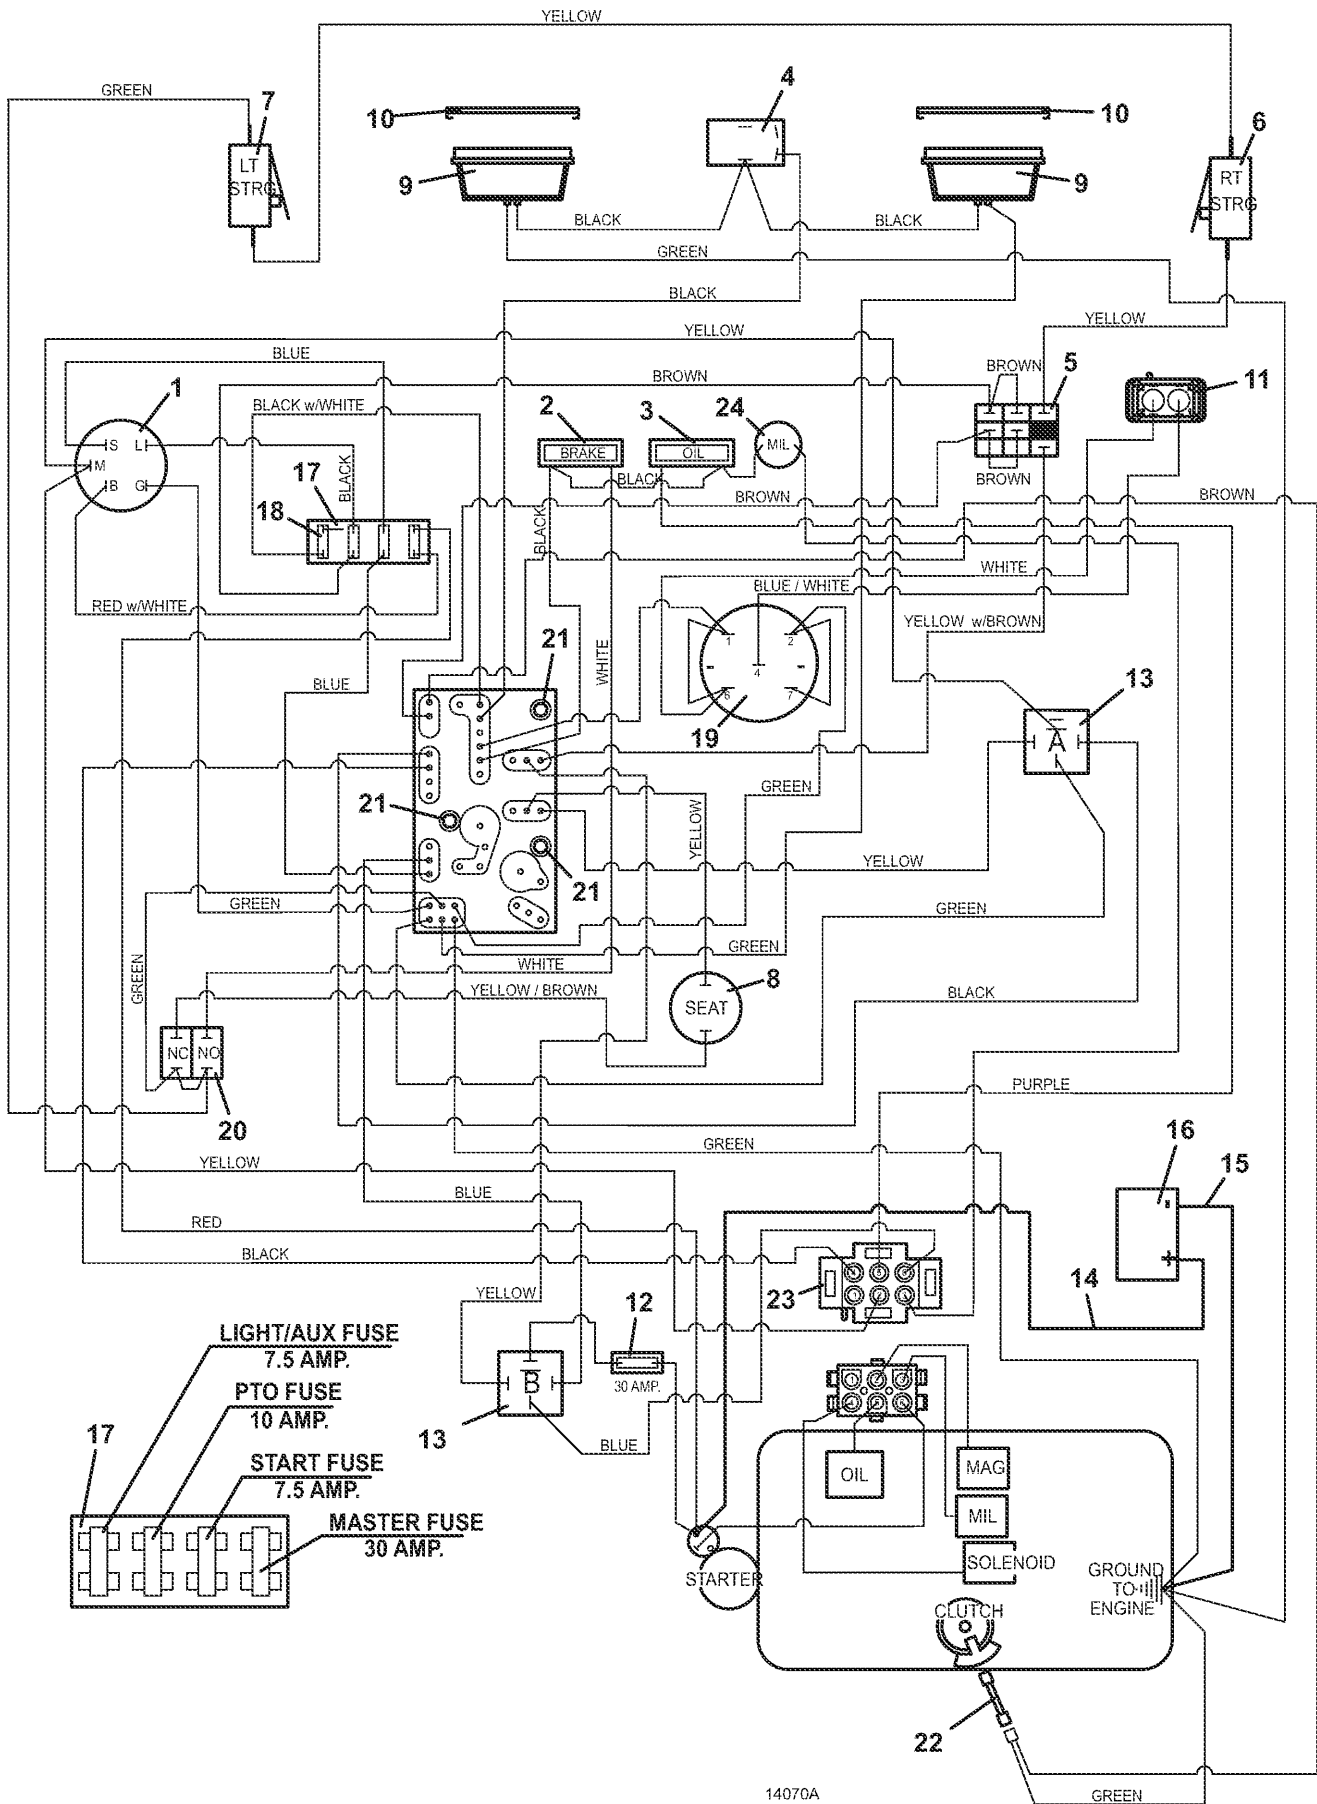 YELLOW
GREEN
7
4
10
10
6
LT
STRG
RT
STRG
9
9
BLACK
BLACK
GREEN
BLACK
YELLOW
YELLOW
BLUE
5
BROWN
BROWN
11
1
BLACK w/WHITE
2
3
24
S
L
M
B
G
BLACK
BRAKE
OIL
MIL
17
18
BLACK
BLACK
BROWN
BROWN
BROWN
WHITE
BLUE / WHITE
RED w/WHITE
YELLOW w/BROWN
1
2
4
6
7
19
21
WHITE
BLUE
13
A
GREEN
21
YELLOW
YELLOW
21
GREEN
GREEN
GREEN
GREEN
WHITE
YELLOW / BROWN
8
SEAT
BLACK
NC
NO
20
PURPLE
GREEN
16
YELLOW
15
BLUE
-
RED
BLACK
+
23
14
YELLOW
12
LIGHT/AUX FUSE
7.5 AMP.
30 AMP.
B
PTO FUSE
10 AMP.
13
BLUE
17
START FUSE
7.5 AMP.
OIL
MAG
MIL
MASTER FUSE
30 AMP.
SOLENOID
STARTER
GROUND
TO
ENGINE
CLUTCH
22
14070A
GREEN